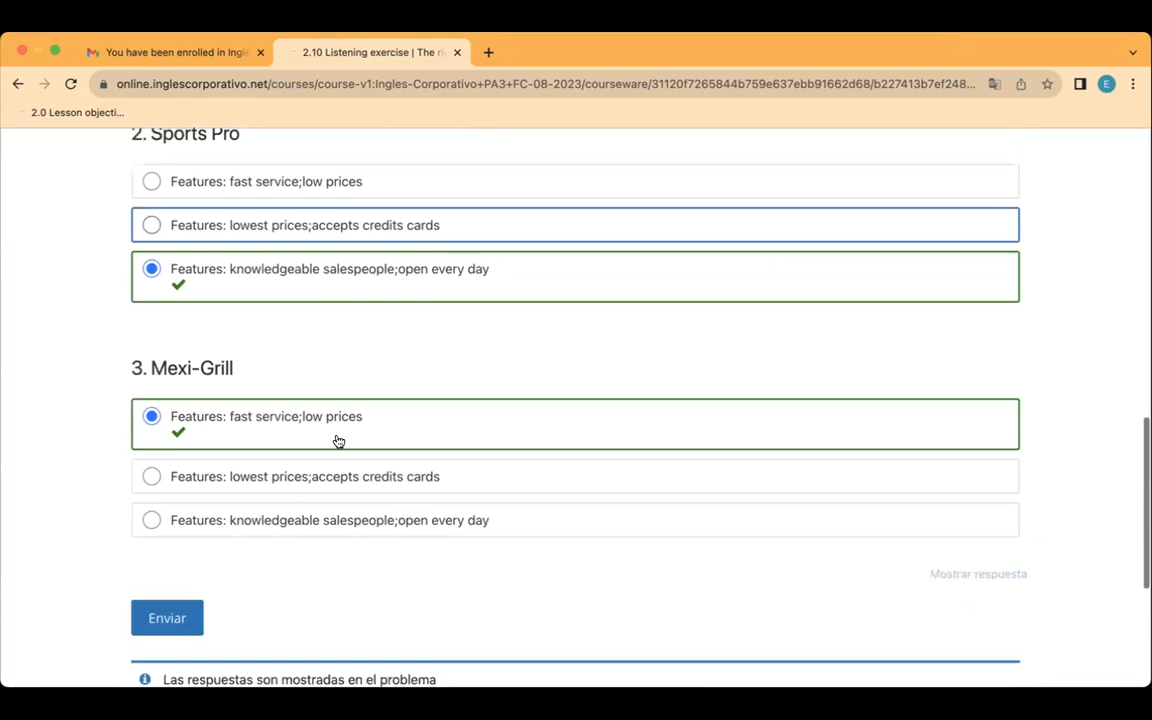 You have been enrolled in Ingl
2.10 Listening exercise | The ri
online.inglescorporativo.net/courses/course-v1:Ingles-Corporativo+PA3+FC-08-2023/courseware/31120f7265844b759e637ebb91662d68/b227413b7ef248...
E
2.0 Lesson objecti...
2. Sports Pro
Features: fast service;low prices
Features: lowest prices;accepts credits cards
Features: knowledgeable salespeople;open every day
3. Mexi-Grill
Features: fast service;low prices
Features: lowest prices;accepts credits cards
Features: knowledgeable salespeople;open every day
Mostrar respuesta
Enviar
Las respuestas son mostradas en el problema